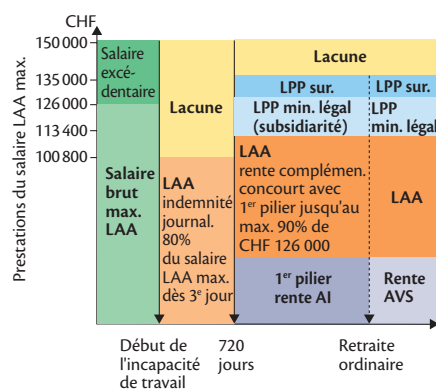 CHF
Prestations du salaire LAA max.
150 000
135 000
126 000
113 400
100 800
Salaire
excé-
dentaire
Salaire
brut
max.
LAA
Lacune
LAA
indemnité
journal.
80%
du salaire
LAA max.
dès 3e jour
Lacune
LPP sur.
LPP min. légal
(subsidiarité)
LAA
rente complémen.
concourt avec
1er pilier jusqu'au
max. 90% de
CHF 126 000
1er pilier
rente AI
LPP sur.
LPP
min. légal
LAA
Rente
AVS
Début de
l'incapacité
de travail
720
jours
Retraite
ordinaire